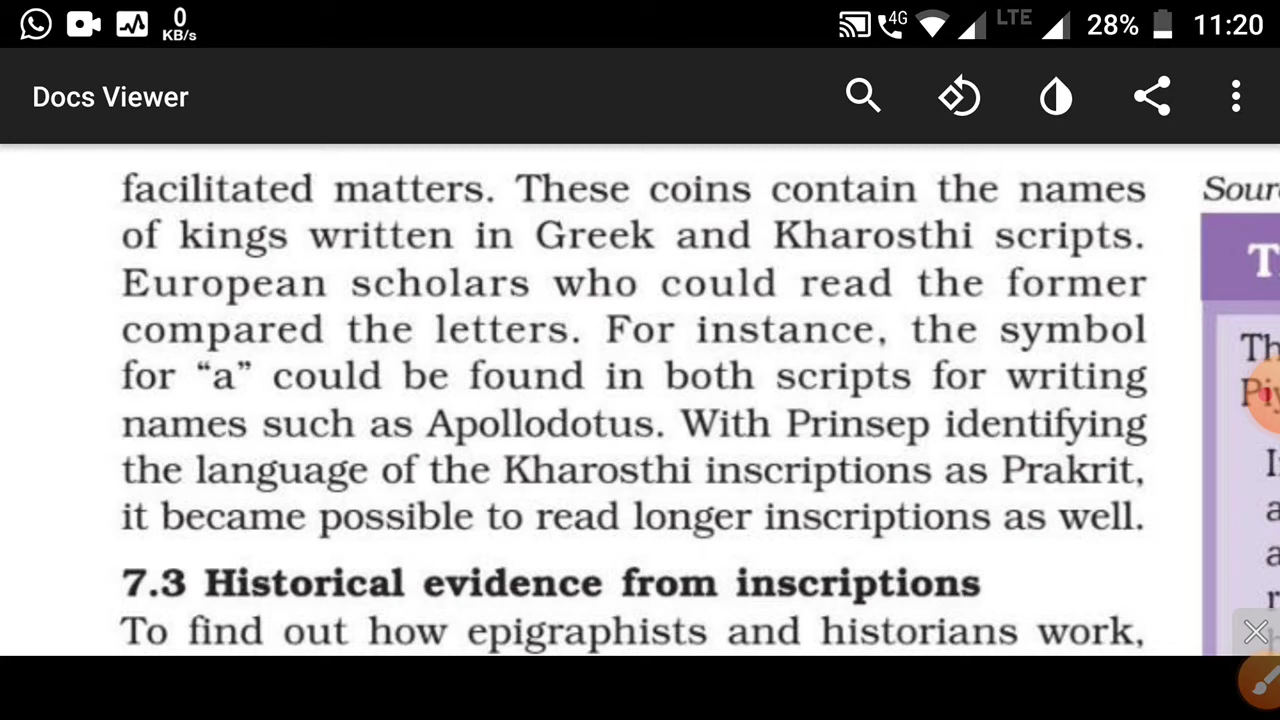 0
KB/s
4G
LTE
28%
11:20
Docs Viewer
facilitated matters. These coins contain the names
of kings written in Greek and Kharosthi scripts.
European scholars who could read the former
compared the letters. For instance, the symbol
for “a” could be found in both scripts for writing
names such as Apollodotus. With Prinsep identifying
the language of the Kharosthi inscriptions as Prakrit,
it became possible to read longer inscriptions as well.
7.3 Historical evidence from inscriptions
To find out how epigraphists and historians work,
Sour
T
Th